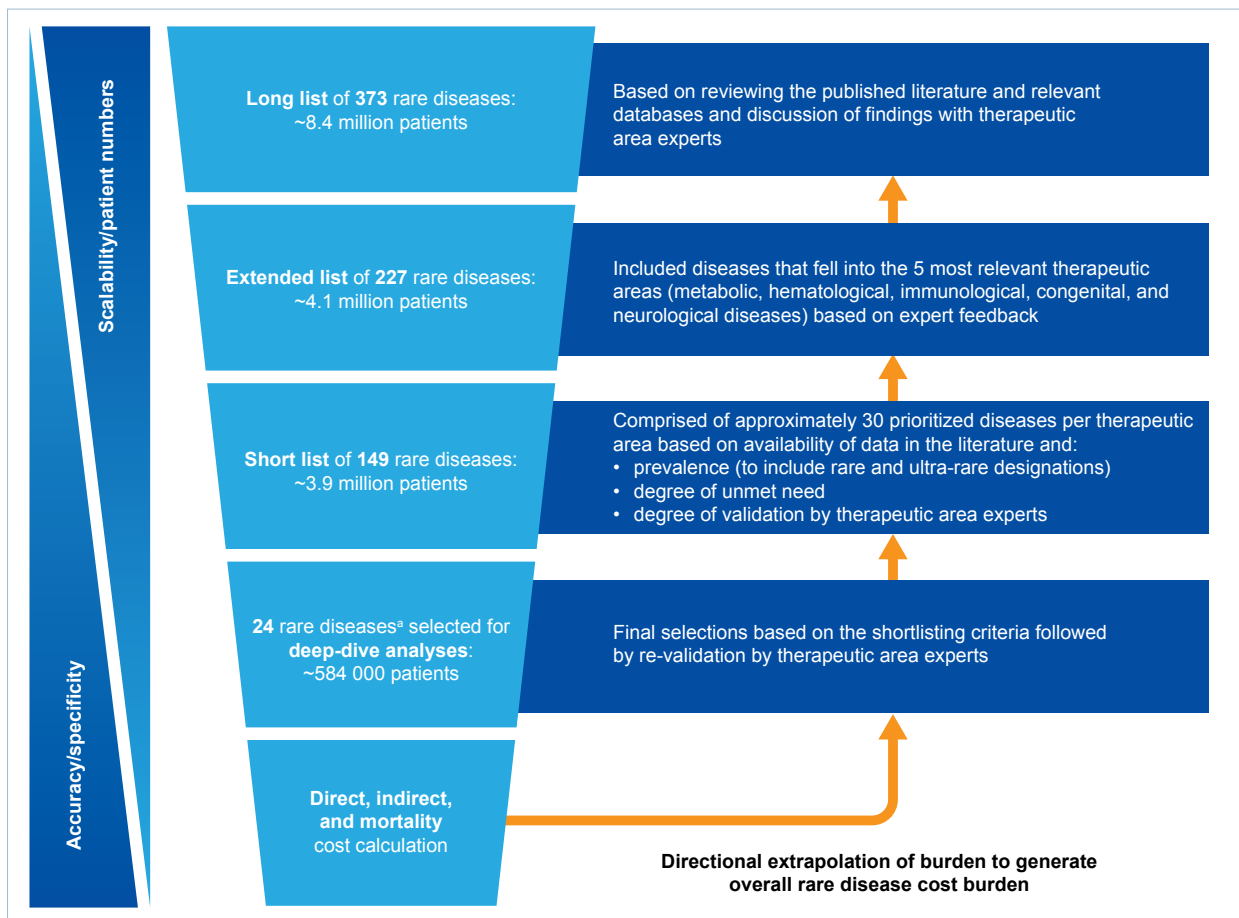 Scalability/patient numbers
Accuracy/specificity
Long list of 373 rare diseases:
~8.4 million patients
Based on reviewing the published literature and relevant
databases and discussion of findings with therapeutic
area experts
Extended list of 227 rare diseases:
~4.1 million patients
Included diseases that fell into the 5 most relevant therapeutic
areas (metabolic, hematological, immunological, congenital, and
neurological diseases) based on expert feedback
Short list of 149 rare diseases:
~3.9 million patients
Comprised of approximately 30 prioritized diseases per therapeutic
area based on availability of data in the literature and:
• prevalence (to include rare and ultra-rare designations)
• degree of unmet need
• degree of validation by therapeutic area experts
24 rare diseasesᵃ selected for
deep-dive analyses:
~584 000 patients
Final selections based on the shortlisting criteria followed
by re-validation by therapeutic area experts
Direct, indirect,
and mortality
cost calculation
Directional extrapolation of burden to generate
overall rare disease cost burden